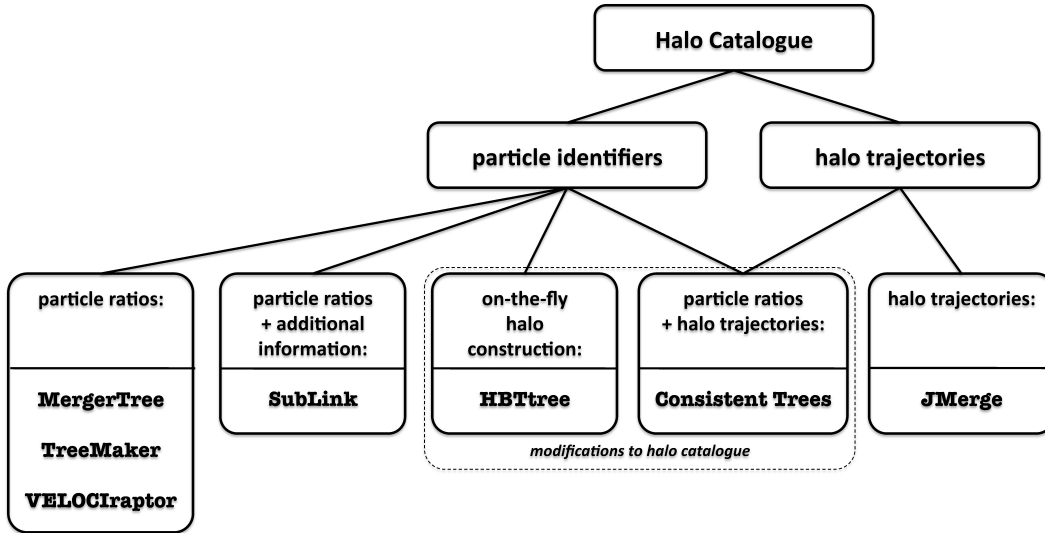 Halo Catalogue
particle identifiers
halo trajectories
particle ratios:
MergerTree
TreeMaker
VELOCIraptor
particle ratios
+ additional
information:
SubLink
on-the-fly
halo
construction:
HBTtree
particle ratios
+ halo trajectories:
Consistent Trees
halo trajectories:
JMerge
modifications to halo catalogue